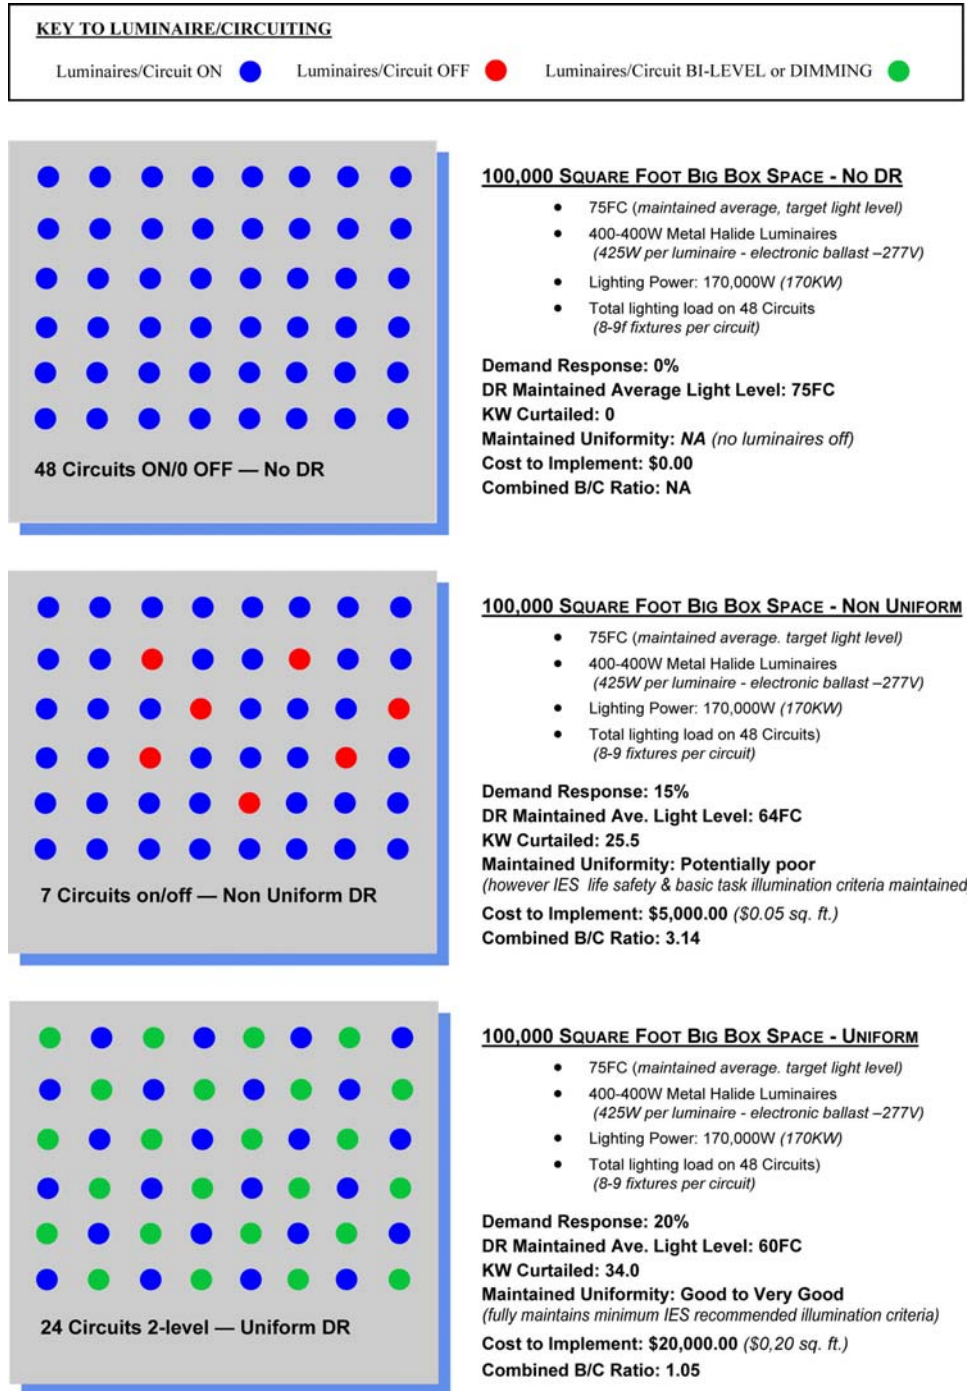 KEY TO LUMINAIRE/CIRCUITING
Luminaires/Circuit ON
Luminaires/Circuit OFF
Luminaires/Circuit BI-LEVEL or DIMMING
48 Circuits ON/0 OFF — No DR
100,000 SQUARE FOOT BIG BOX SPACE - NO DR
• 75FC (maintained average, target light level)
• 400-400W Metal Halide Luminaires
(425W per luminaire - electronic ballast –277V)
• Lighting Power: 170,000W (170KW)
• Total lighting load on 48 Circuits
(8-9f fixtures per circuit)
Demand Response: 0%
DR Maintained Average Light Level: 75FC
KW Curtailed: 0
Maintained Uniformity: NA (no luminaires off)
Cost to Implement: $0.00
Combined B/C Ratio: NA
7 Circuits on/off — Non Uniform DR
100,000 SQUARE FOOT BIG BOX SPACE - NON UNIFORM
• 75FC (maintained average. target light level)
• 400-400W Metal Halide Luminaires
(425W per luminaire - electronic ballast –277V)
• Lighting Power: 170,000W (170KW)
• Total lighting load on 48 Circuits)
(8-9 fixtures per circuit)
Demand Response: 15%
DR Maintained Ave. Light Level: 64FC
KW Curtailed: 25.5
Maintained Uniformity: Potentially poor
(however IES life safety & basic task illumination criteria maintained
Cost to Implement: $5,000.00 ($0.05 sq. ft.)
Combined B/C Ratio: 3.14
24 Circuits 2-level — Uniform DR
100,000 SQUARE FOOT BIG BOX SPACE - UNIFORM
• 75FC (maintained average. target light level)
• 400-400W Metal Halide Luminaires
(425W per luminaire - electronic ballast –277V)
• Lighting Power: 170,000W (170KW)
• Total lighting load on 48 Circuits)
(8-9 fixtures per circuit)
Demand Response: 20%
DR Maintained Ave. Light Level: 60FC
KW Curtailed: 34.0
Maintained Uniformity: Good to Very Good
(fully maintains minimum IES recommended illumination criteria)
Cost to Implement: $20,000.00 ($0,20 sq. ft.)
Combined B/C Ratio: 1.05